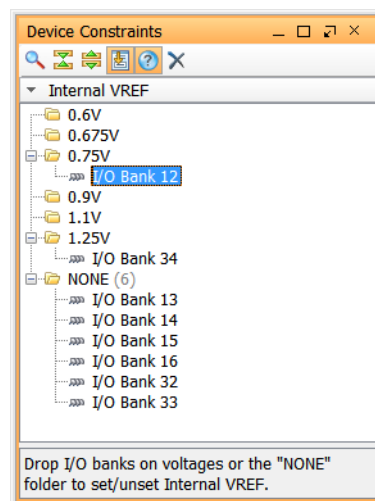 Device Constraints
Internal VREF
0.6V
0.675V
0.75V
I/O Bank 12
0.9V
1.1V
1.25V
I/O Bank 34
NONE (6)
I/O Bank 13
I/O Bank 14
I/O Bank 15
I/O Bank 16
I/O Bank 32
I/O Bank 33
Drop I/O banks on voltages or the "NONE"
folder to set/unset Internal VREF.